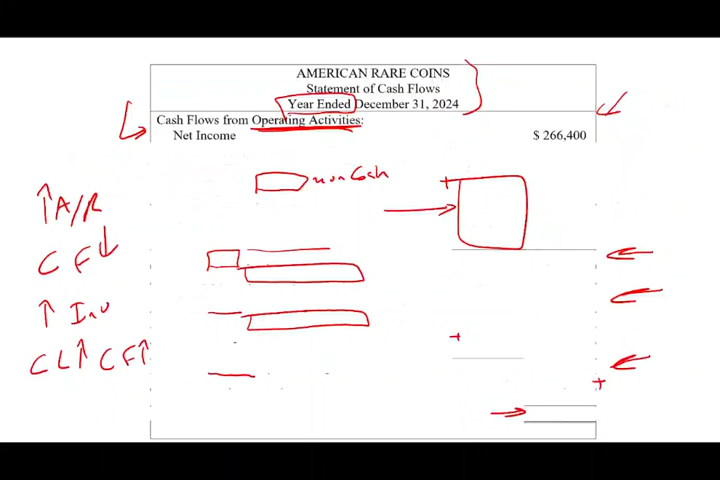 AMERICAN RARE COINS
Statement of Cash Flows
Year Ended December 31, 2024
Cash Flows from Operating Activities:
Net Income $ 266,400
non Cash
↑A/R
CF↓
↑ Inv
CL↑ CF↑